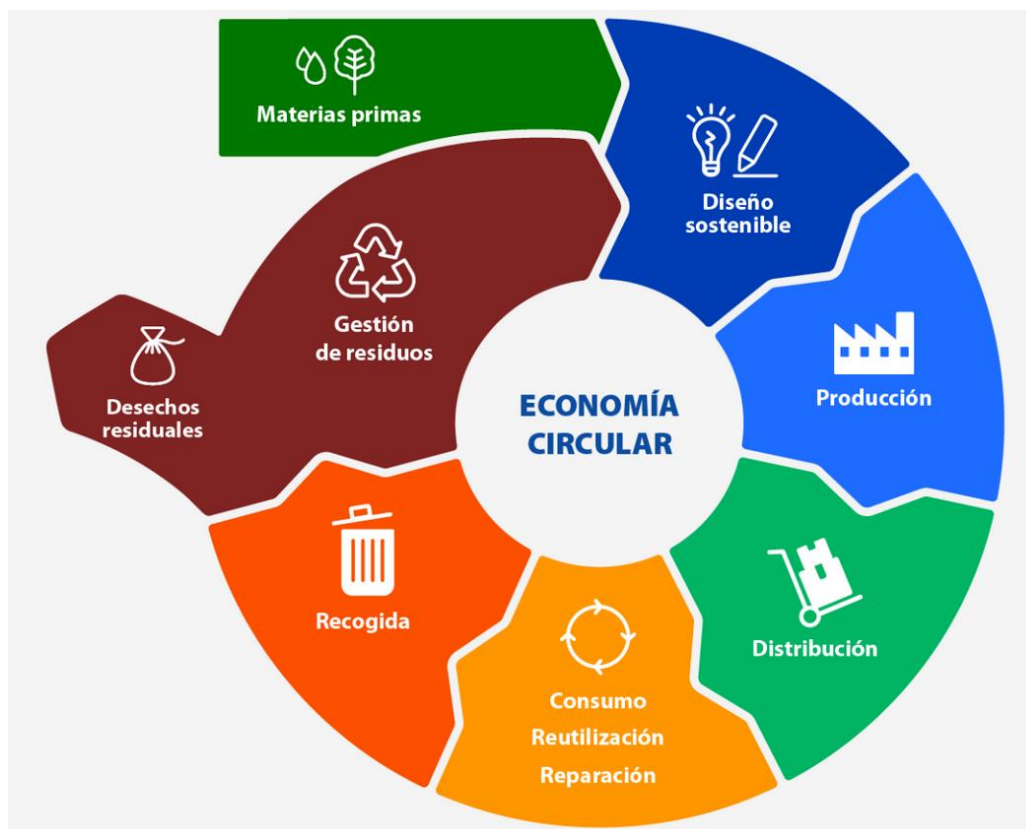 Materias primas
Diseño
sostenible
Producción
Distribución
Consumo
Reutilización
Reparación
Recogida
Gestión
de residuos
Desechos
residuales
ECONOMÍA
CIRCULAR